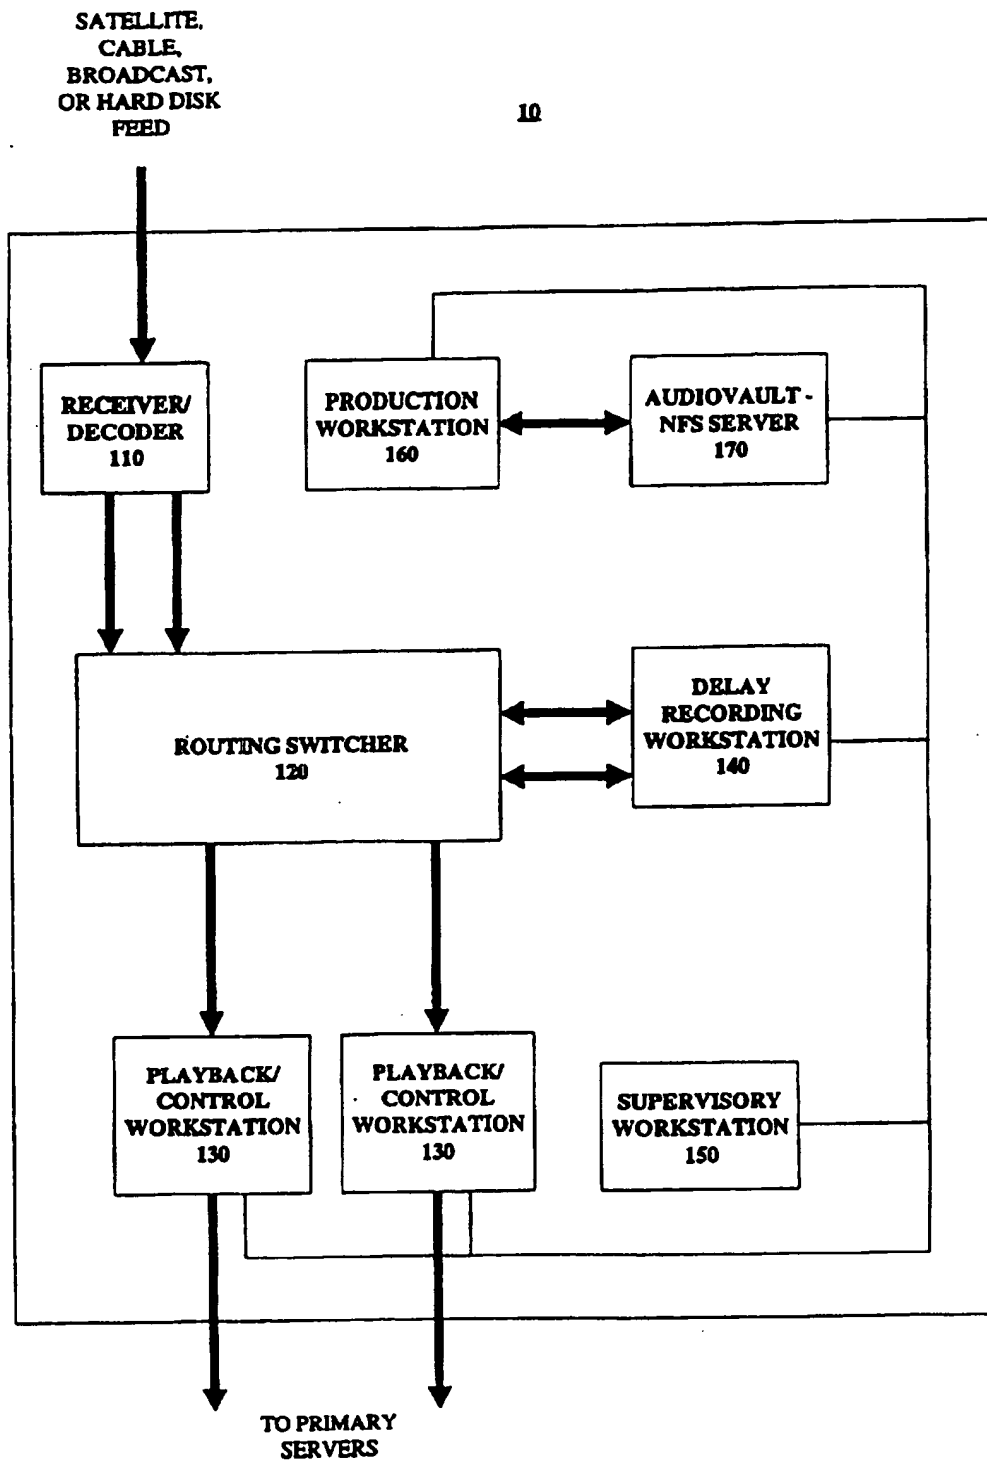 SATELLITE,
CABLE,
BROADCAST,
OR HARD DISK
FEED
10
RECEIVER/
DECODER
110
PRODUCTION
WORKSTATION
160
AUDIOVAULT -
NFS SERVER
170
ROUTING SWITCHER
120
DELAY
RECORDING
WORKSTATION
140
PLAYBACK/
CONTROL
WORKSTATION
130
PLAYBACK/
CONTROL
WORKSTATION
130
SUPERVISORY
WORKSTATION
150
TO PRIMARY
SERVERS